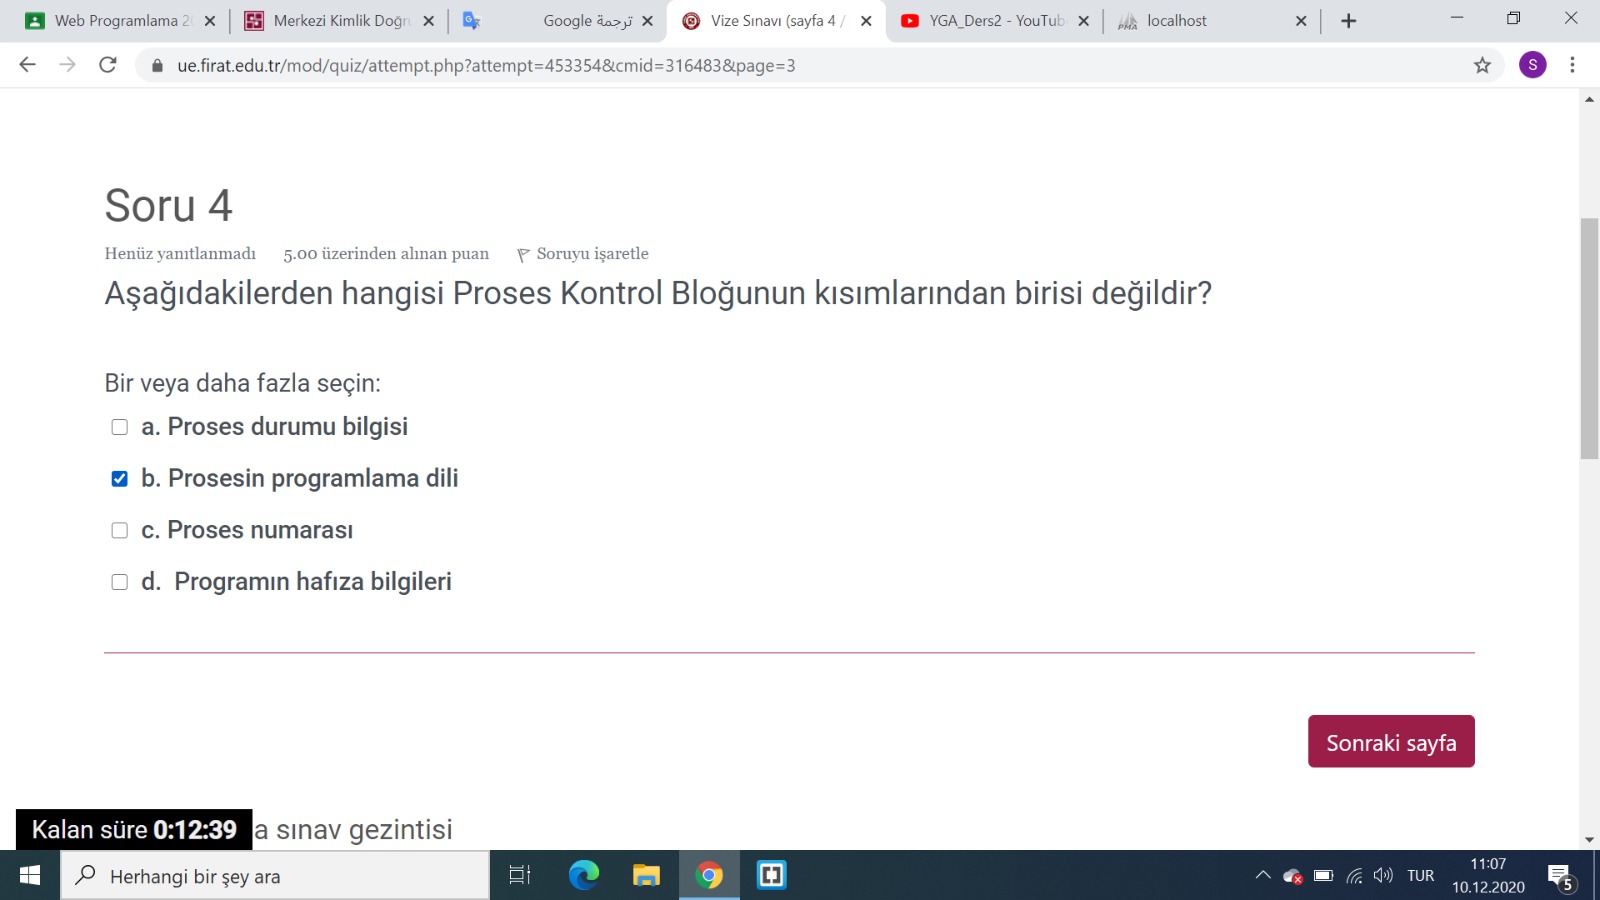 Web Programlama 2
Merkezi Kimlik Doğru
ترجمة Google
Vize Sınavı (sayfa 4 /
YGA_Ders2 - YouTub
PMA
localhost
ue.firat.edu.tr/mod/quiz/attempt.php?attempt=453354&cmid=316483&page=3
S
Soru 4
Henüz yanıtlanmadı 5.00 üzerinden alınan puan Soruyu işaretle
Aşağıdakilerden hangisi Proses Kontrol Bloğunun kısımlarından birisi değildir?
Bir veya daha fazla seçin:
a. Proses durumu bilgisi
b. Prosesin programlama dili
c. Proses numarası
d. Programın hafıza bilgileri
Sonraki sayfa
Kalan süre 0:12:39
a sınav gezintisi
Herhangi bir şey ara
TUR
11:07
10.12.2020
5